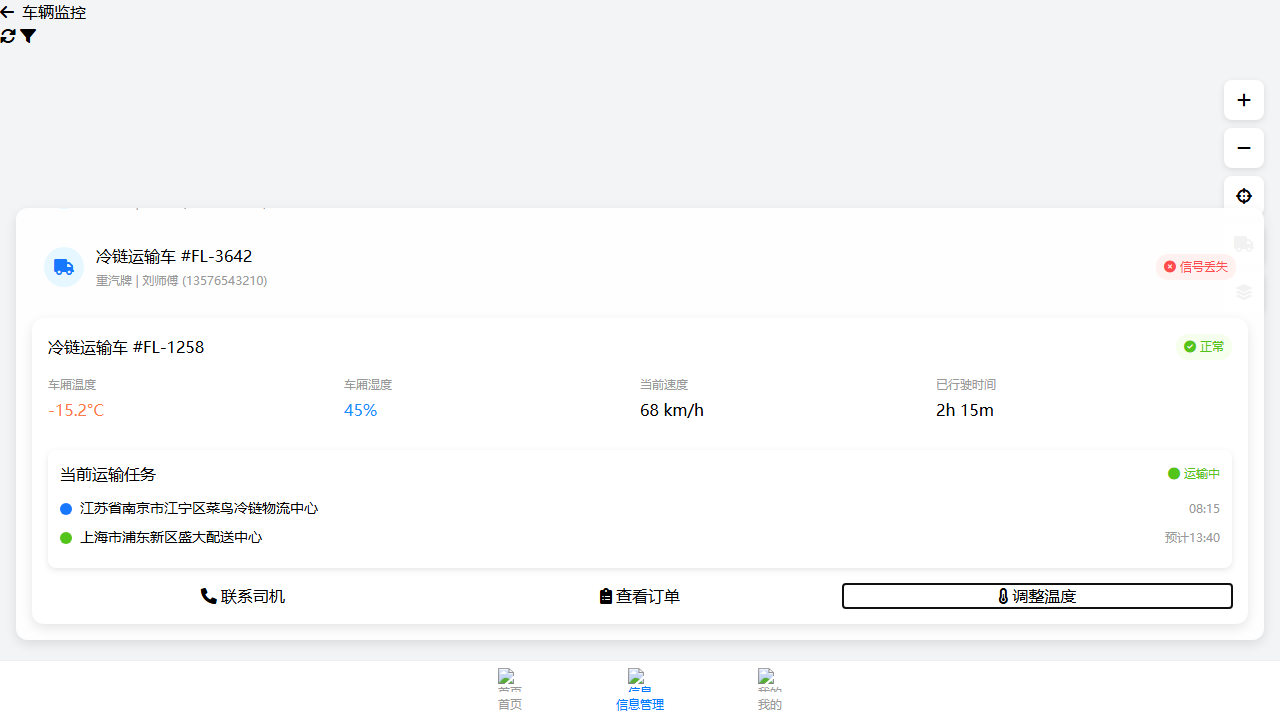 车辆监控
冷链运输车 #FL-3642
重汽牌 | 刘师傅 (13576543210)
信号丢失
冷链运输车 #FL-1258
正常
车厢温度
车厢湿度
当前速度
已行驶时间
-15.2°C
45%
68 km/h
2h 15m
当前运输任务
运输中
江苏省南京市江宁区菜鸟冷链物流中心
08:15
上海市浦东新区盛大配送中心
预计13:40
联系司机
查看订单
调整温度
首页
信息
我的
首页
信息管理
我的